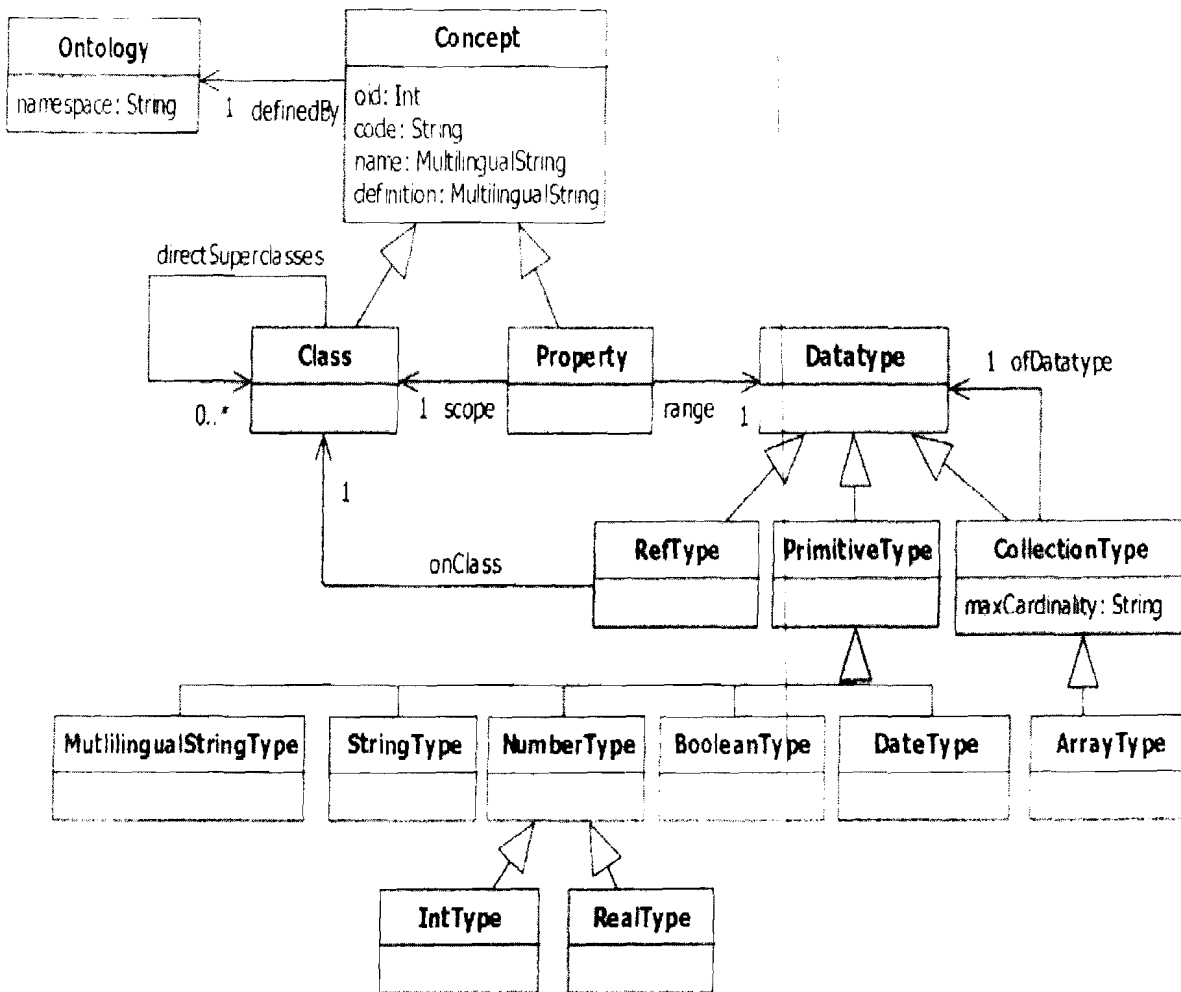 Ontology
namespace: String
Concept
oid: Int
code: String
name: MultilingualString
definition: MultilingualString
1 definedBy
directSuperclasses
Class
0..*
1 scope
Property
range
1
Datatype
1 ofDatatype
1
onClass
RefType
PrimitiveType
CollectionType
maxCardinality: String
MutlilingualStringType
StringType
NumberType
BooleanType
DateType
ArrayType
IntType
RealType